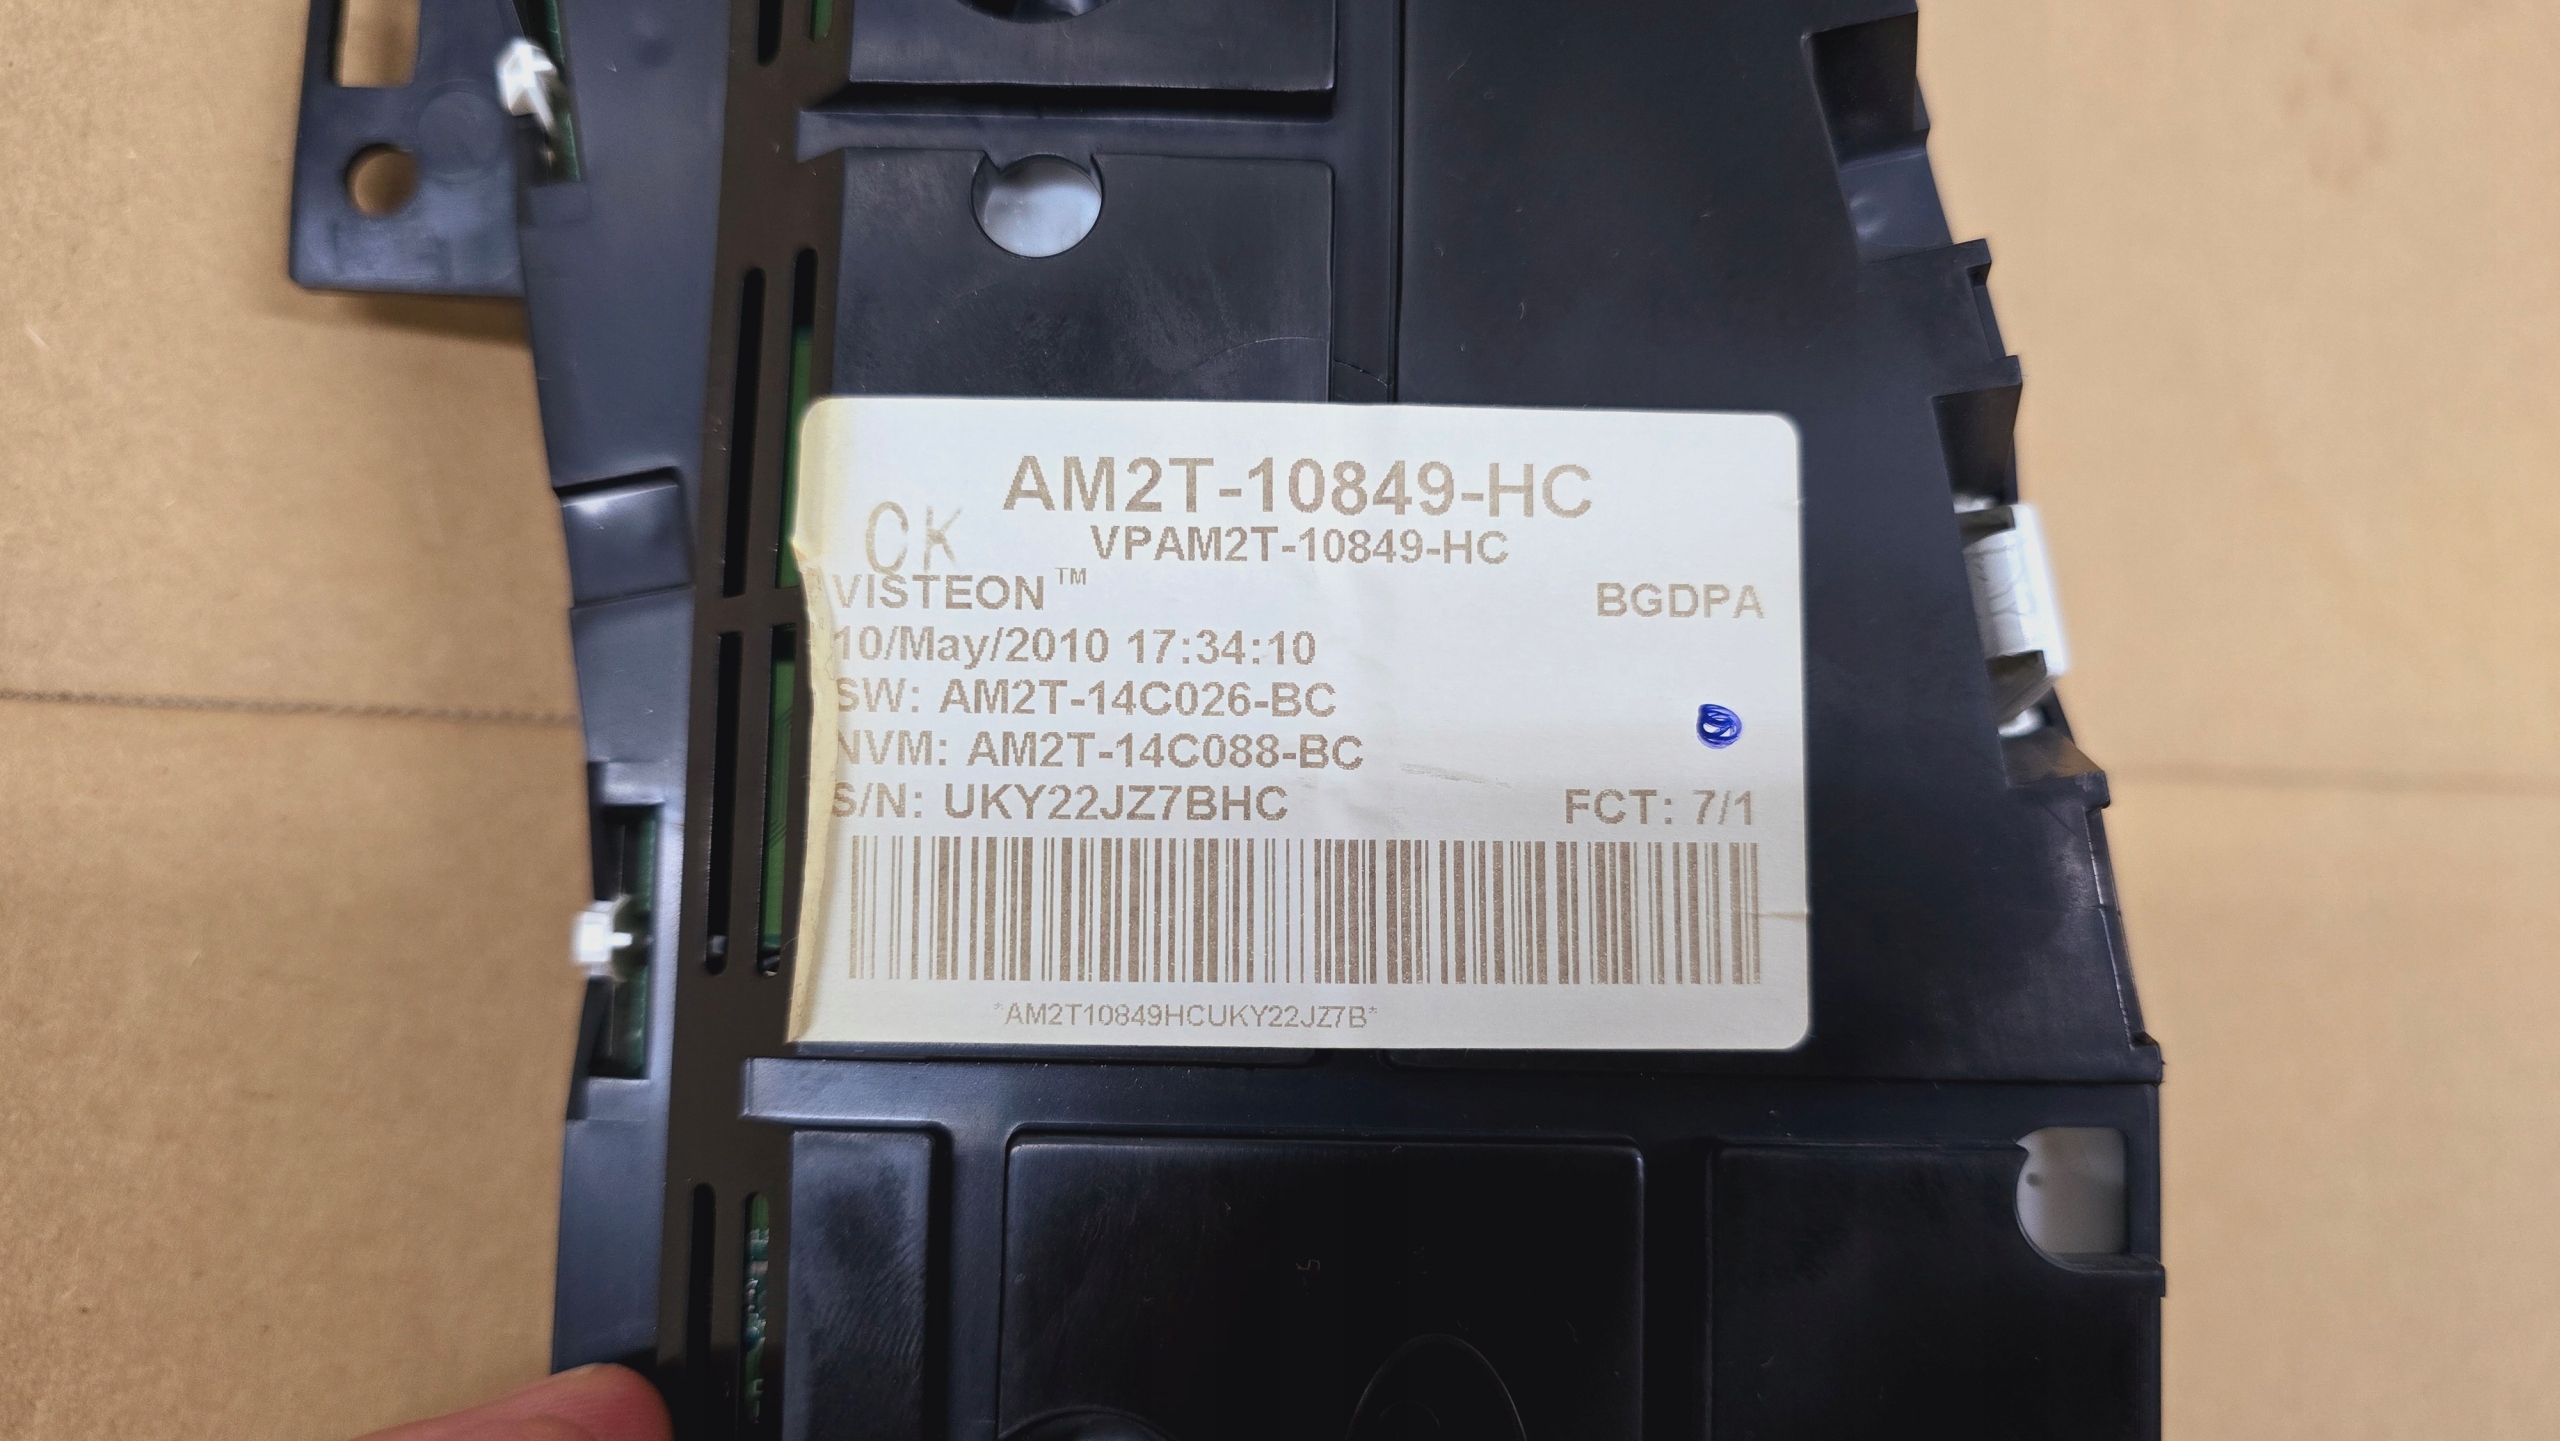 AM2T-10849-HC
OK
VPAM2T-10849-HC
VISTEON™
BGDPA
10/May/2010 17:34:10
SW: AM2T-14C026-BC
NVM: AM2T-14C088-BC
S/N: UKY22JZ7BHC
FCT: 7/1
*AM2T10849HCUKY22JZ7B*